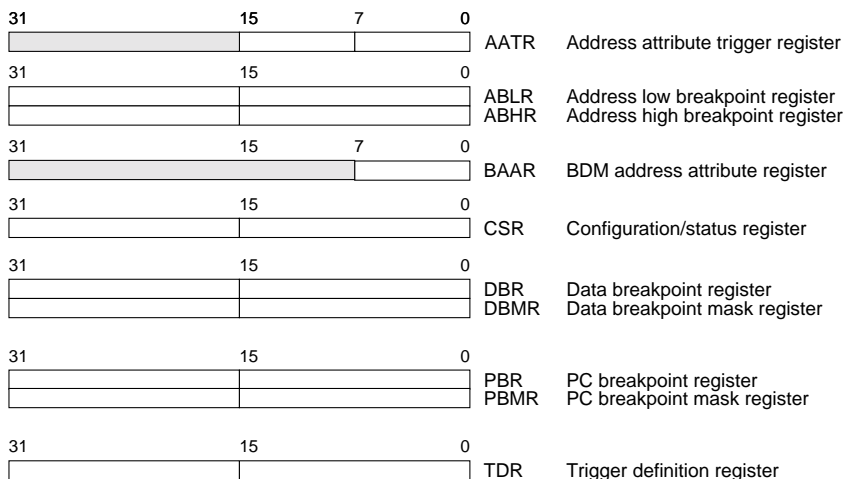 31 15 7 0
AATR Address attribute trigger register
31 15 0
ABLR Address low breakpoint register
ABHR Address high breakpoint register
31 15 7 0
BAAR BDM address attribute register
31 15 0
CSR Configuration/status register
31 15 0
DBR Data breakpoint register
DBMR Data breakpoint mask register
31 15 0
PBR PC breakpoint register
PBMR PC breakpoint mask register
31 15 0
TDR Trigger definition register